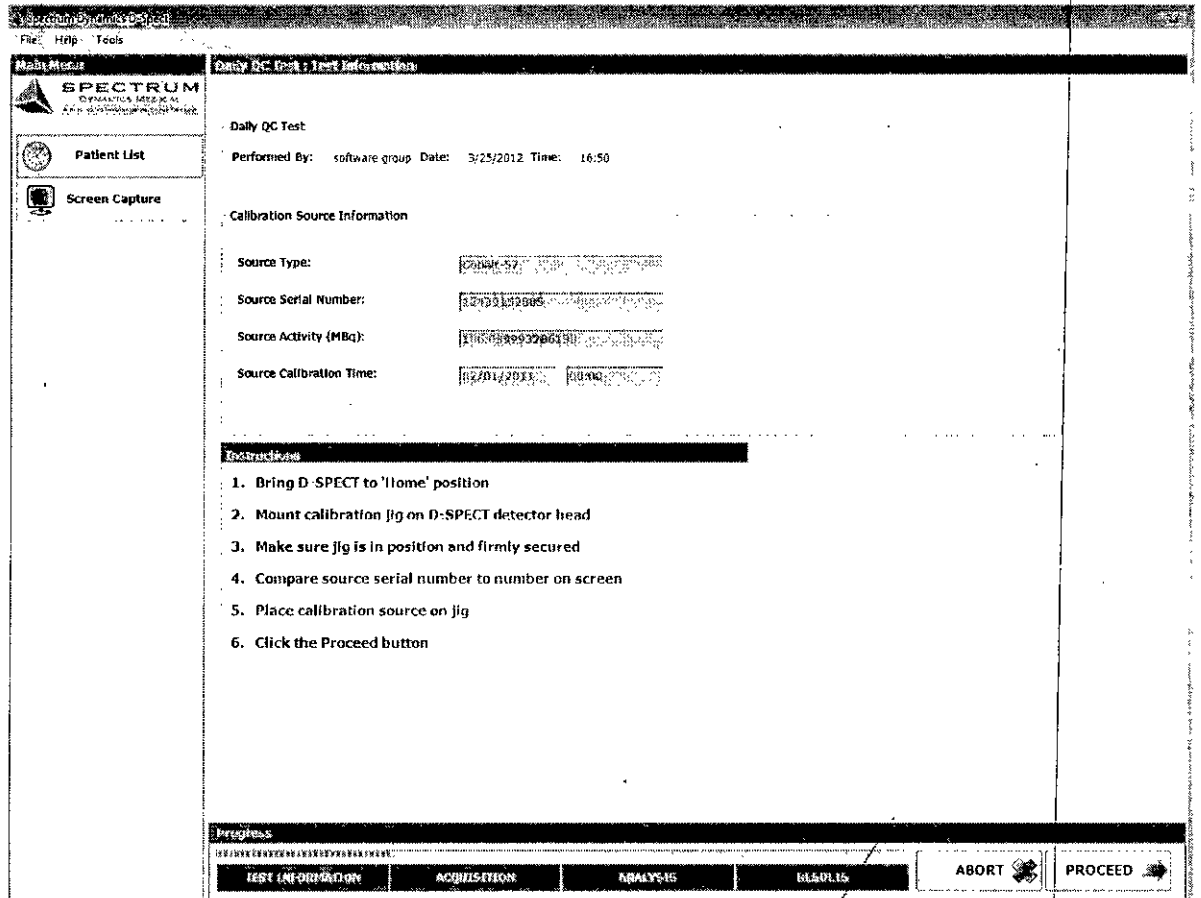 Spectrum Dynamics D-Spect
File Help Tools
Main Menu
Daily QC Test : Test Information
SPECTRUM
DYNAMICS MEDICAL
Daily QC Test
Performed By: software group Date: 3/25/2012 Time: 16:50
Patient List
Screen Capture
Calibration Source Information
Source Type: Cobalt-57
Source Serial Number:
Source Activity (MBq):
Source Calibration Time: 00:00
Instructions
1. Bring D-SPECT to 'Home' position
2. Mount calibration jig on D-SPECT detector head
3. Make sure jig is in position and firmly secured
4. Compare source serial number to number on screen
5. Place calibration source on jig
6. Click the Proceed button
Progress
TEST INFORMATION ACQUISITION ANALYSIS RESULTS ABORT PROCEED